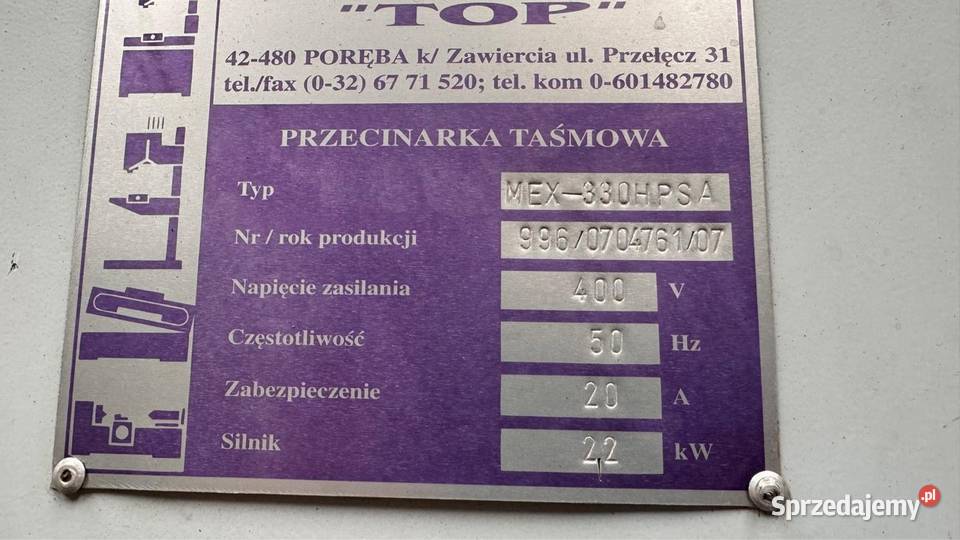 "TOP"
42-480 PORĘBA k/ Zawiercia ul. Przełęcz 31
tel./fax (0-32) 67 71 520; tel. kom 0-601482780
PRZECINARKA TAŚMOWA
Typ MEX-330HPSA
Nr / rok produkcji 996/0704761/07
Napięcie zasilania 400 V
Częstotliwość 50 Hz
Zabezpieczenie 20 A
Silnik 2,2 kW
Sprzedajemy.pl